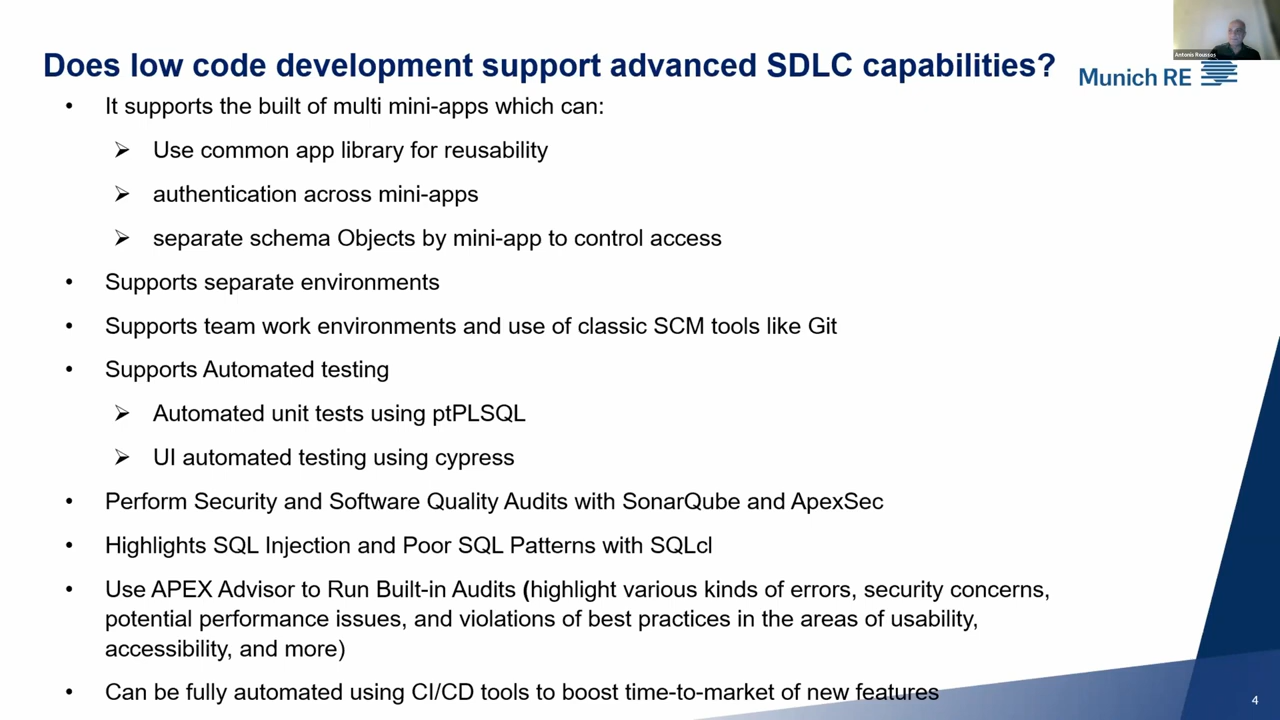 Antonis Roussos
Does low code development support advanced SDLC capabilities?
Munich RE
• It supports the built of multi mini-apps which can:
➢ Use common app library for reusability
➢ authentication across mini-apps
➢ separate schema Objects by mini-app to control access
• Supports separate environments
• Supports team work environments and use of classic SCM tools like Git
• Supports Automated testing
➢ Automated unit tests using ptPLSQL
➢ UI automated testing using cypress
• Perform Security and Software Quality Audits with SonarQube and ApexSec
• Highlights SQL Injection and Poor SQL Patterns with SQLcl
• Use APEX Advisor to Run Built-in Audits (highlight various kinds of errors, security concerns,
potential performance issues, and violations of best practices in the areas of usability,
accessibility, and more)
• Can be fully automated using CI/CD tools to boost time-to-market of new features
4